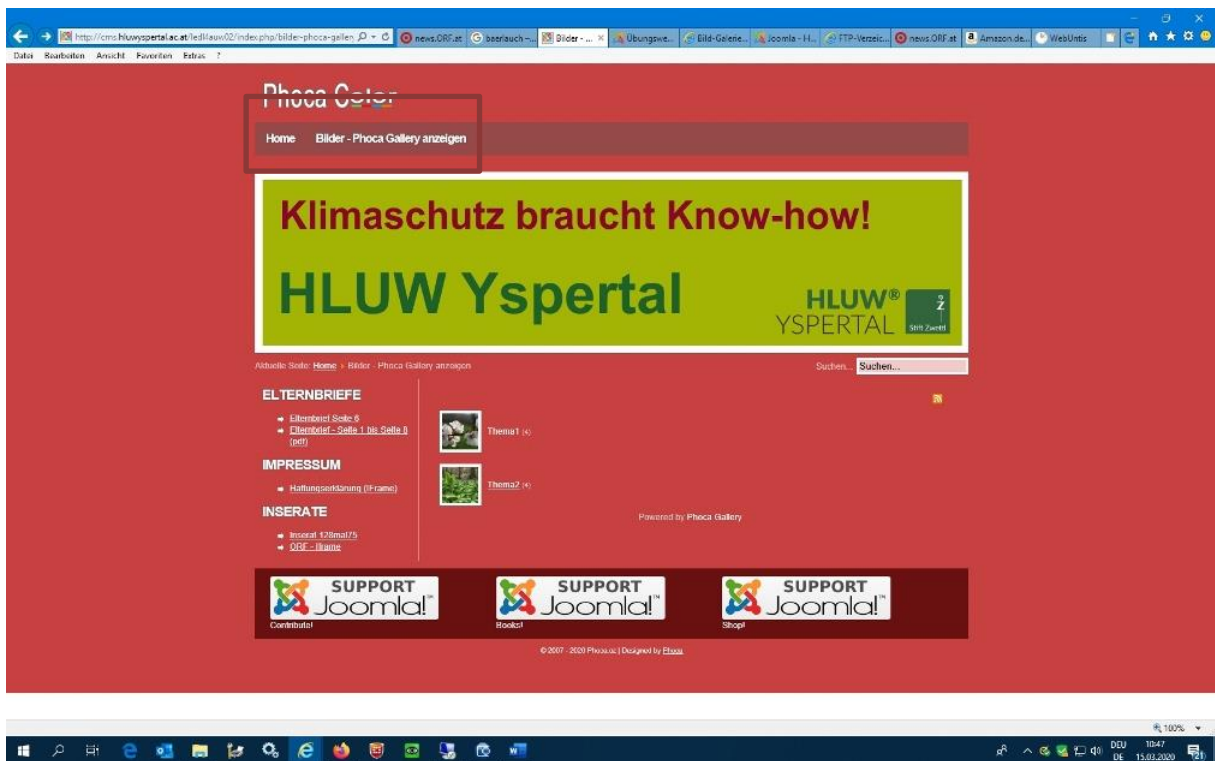 http://cms.hluwyspertal.ac.at/
news.ORF.at
baerlauch –...
Bilder - ...
Übungswe...
Bild-Galerie...
Joomla - H...
FTP-Verzeic...
news.ORF.at
Amazon.de...
WebUntis
Datei Bearbeiten Ansicht Favoriten Extras ?
Phoca Color
Home Bilder - Phoca Gallery anzeigen
Klimaschutz braucht Know-how!
HLUW Yspertal
HLUW®
YSPERTAL
Stift Zwettl
Aktuelle Seite: Home Bilder - Phoca Gallery anzeigen
Suchen... Suchen...
ELTERNBRIEFE
Elternbrief Seite 6
Elternbrief - Seite 1 bis Seite 8
(pdf)
IMPRESSUM
Haftungserklärung (IFrame)
INSERATE
Inserat 128mal75
ORF - Iframe
Thema1 (4)
Thema2 (4)
Powered by Phoca Gallery
SUPPORT
Joomla!™
Contribute!
SUPPORT
Joomla!™
Books!
SUPPORT
Joomla!™
Shop!
© 2007 - 2020 Phoca.cz | Designed by Phoca
100%
DEU 10:47
DE 15.03.2020
21